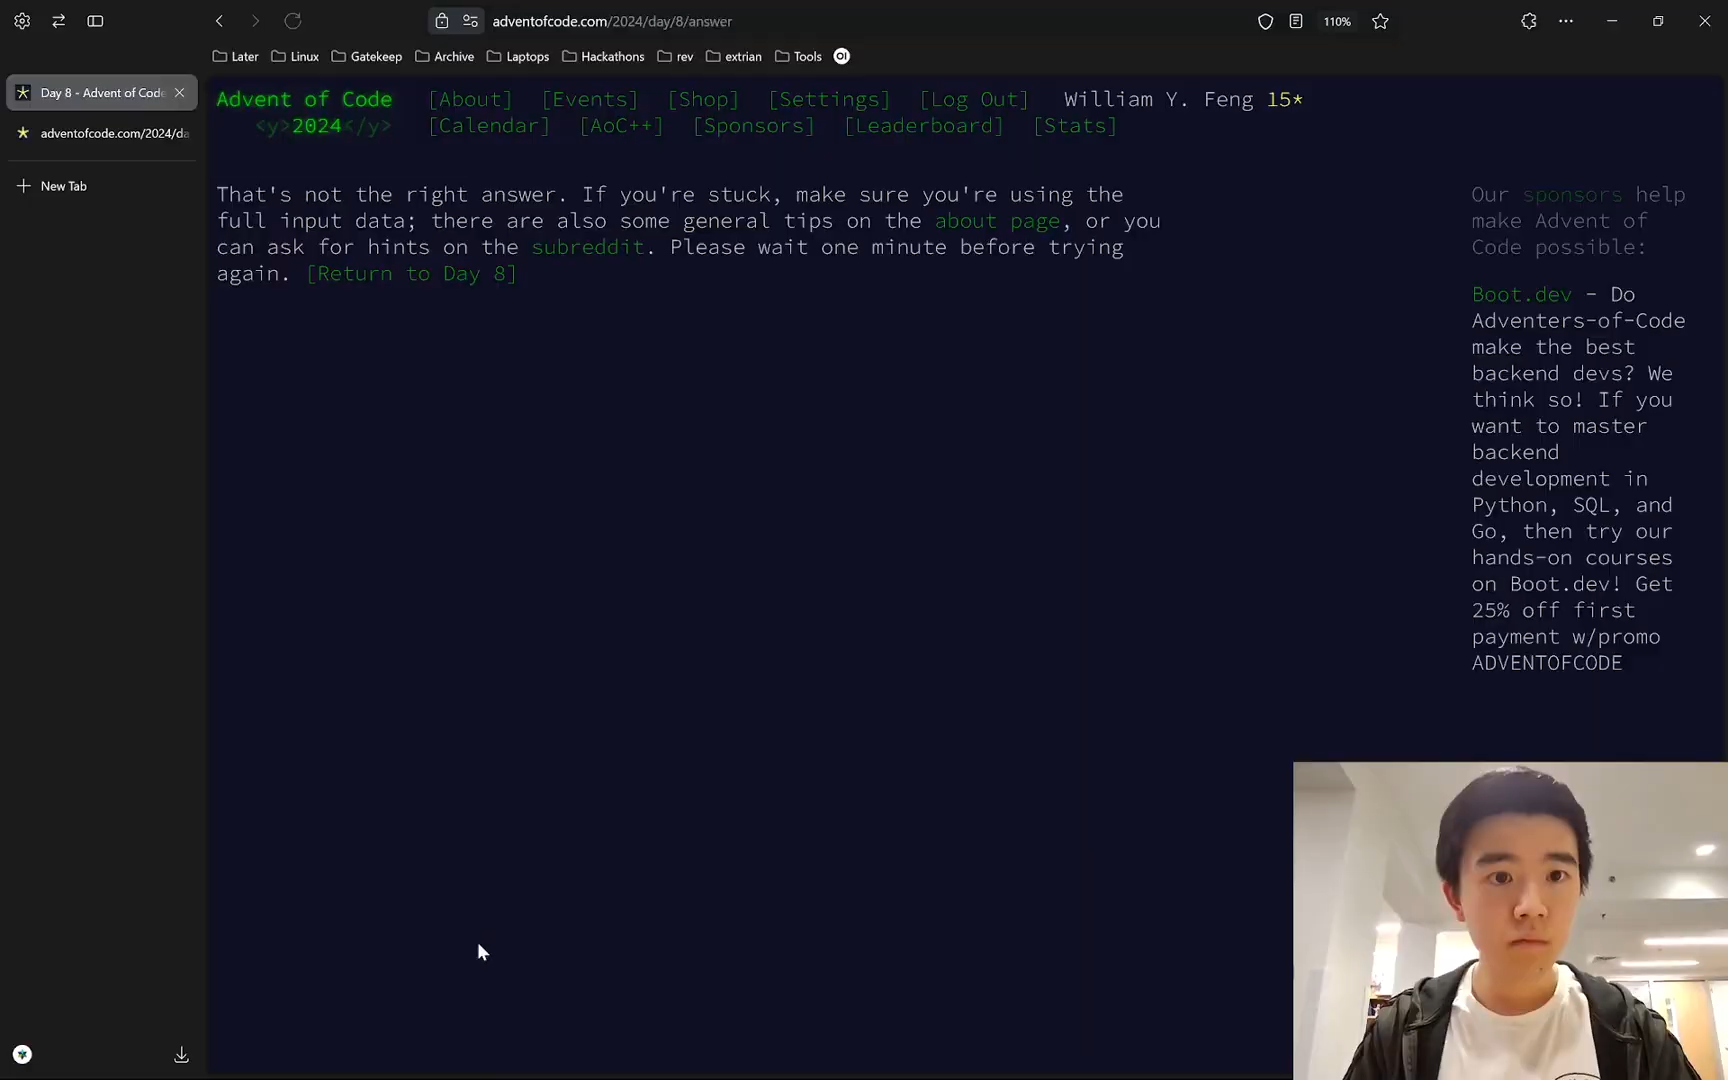 adventofcode.com/2024/day/8/answer
110%
Later
Linux
Gatekeep
Archive
Laptops
Hackathons
rev
extrian
Tools
Day 8 - Advent of Code
adventofcode.com/2024/da
New Tab
Advent of Code [About] [Events] [Shop] [Settings] [Log Out] William Y. Feng 15*
<y>2024</y> [Calendar] [AoC++] [Sponsors] [Leaderboard] [Stats]
That's not the right answer. If you're stuck, make sure you're using the
full input data; there are also some general tips on the about page, or you
can ask for hints on the subreddit. Please wait one minute before trying
again. [Return to Day 8]
Our sponsors help
make Advent of
Code possible:
Boot.dev - Do
Adventers-of-Code
make the best
backend devs? We
think so! If you
want to master
backend
development in
Python, SQL, and
Go, then try our
hands-on courses
on Boot.dev! Get
25% off first
payment w/promo
ADVENTOFCODE